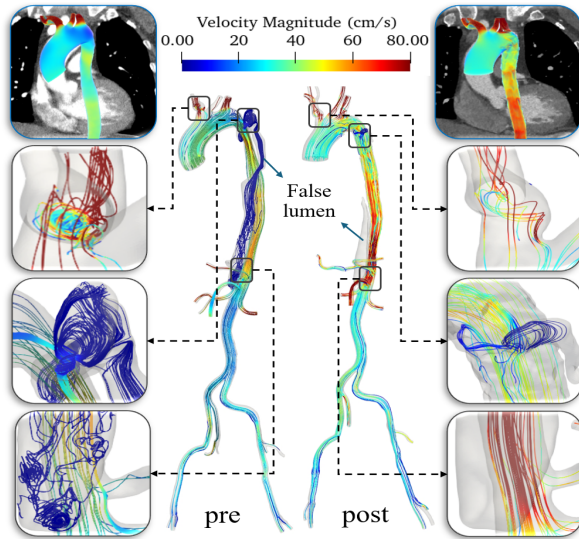 Velocity Magnitude (cm/s)
0.00 20 40 60 80.00
False
lumen
pre
post